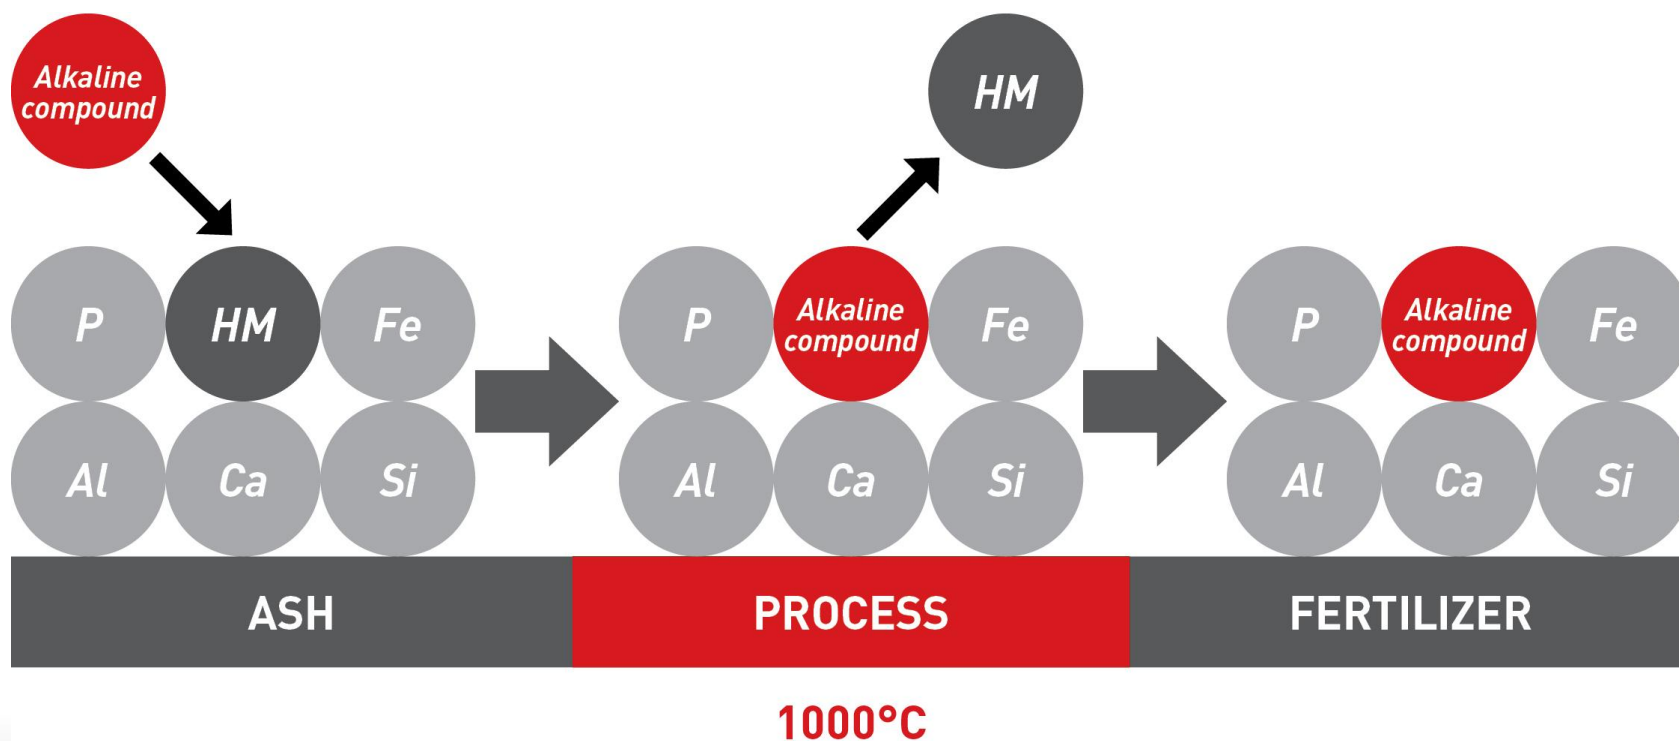 Alkaline
compound
HM
P
HM
Fe
P
Alkaline
compound
Fe
P
Alkaline
compound
Fe
Al
Ca
Si
Al
Ca
Si
Al
Ca
Si
ASH
PROCESS
FERTILIZER
1000°C